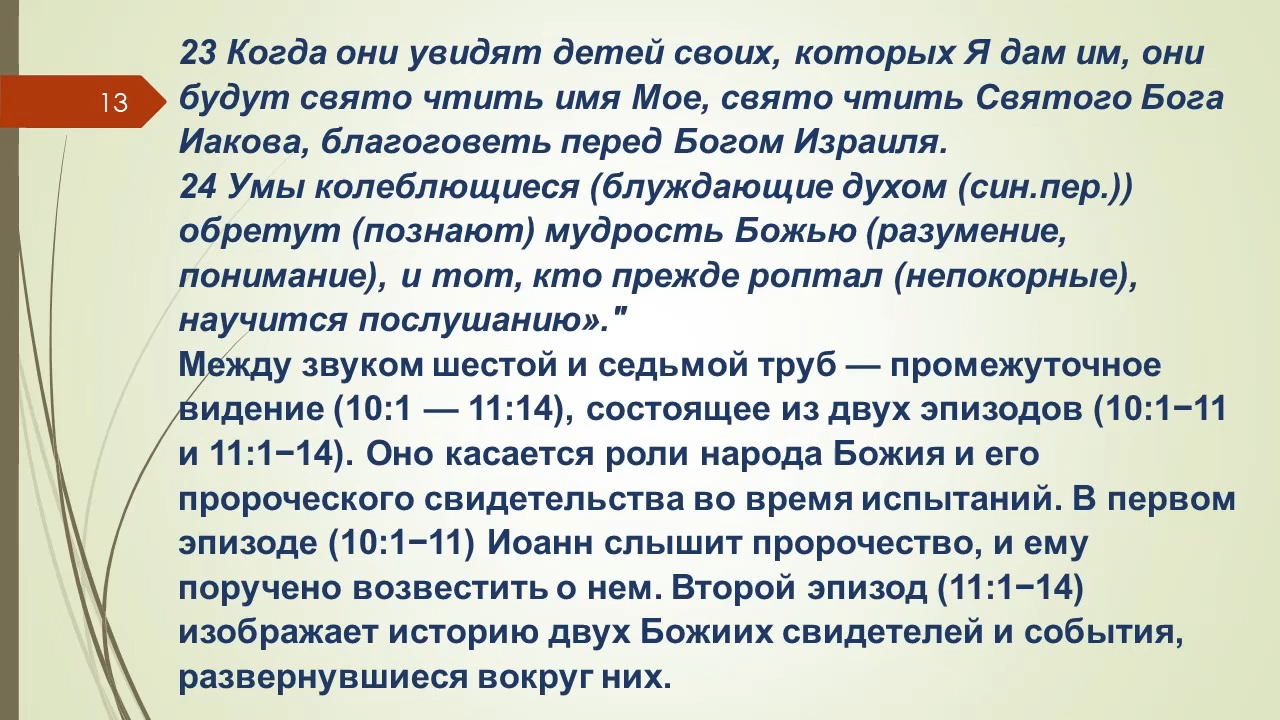 13
23 Когда они увидят детей своих, которых Я дам им, они
будут свято чтить имя Мое, свято чтить Святого Бога
Иакова, благоговеть перед Богом Израиля.
24 Умы колеблющиеся (блуждающие духом (син.пер.))
обретут (познают) мудрость Божью (разумение,
понимание), и тот, кто прежде роптал (непокорные),
научится послушанию»."
Между звуком шестой и седьмой труб — промежуточное
видение (10:1 — 11:14), состоящее из двух эпизодов (10:1−11
и 11:1−14). Оно касается роли народа Божия и его
пророческого свидетельства во время испытаний. В первом
эпизоде (10:1−11) Иоанн слышит пророчество, и ему
поручено возвестить о нем. Второй эпизод (11:1−14)
изображает историю двух Божиих свидетелей и события,
развернувшиеся вокруг них.